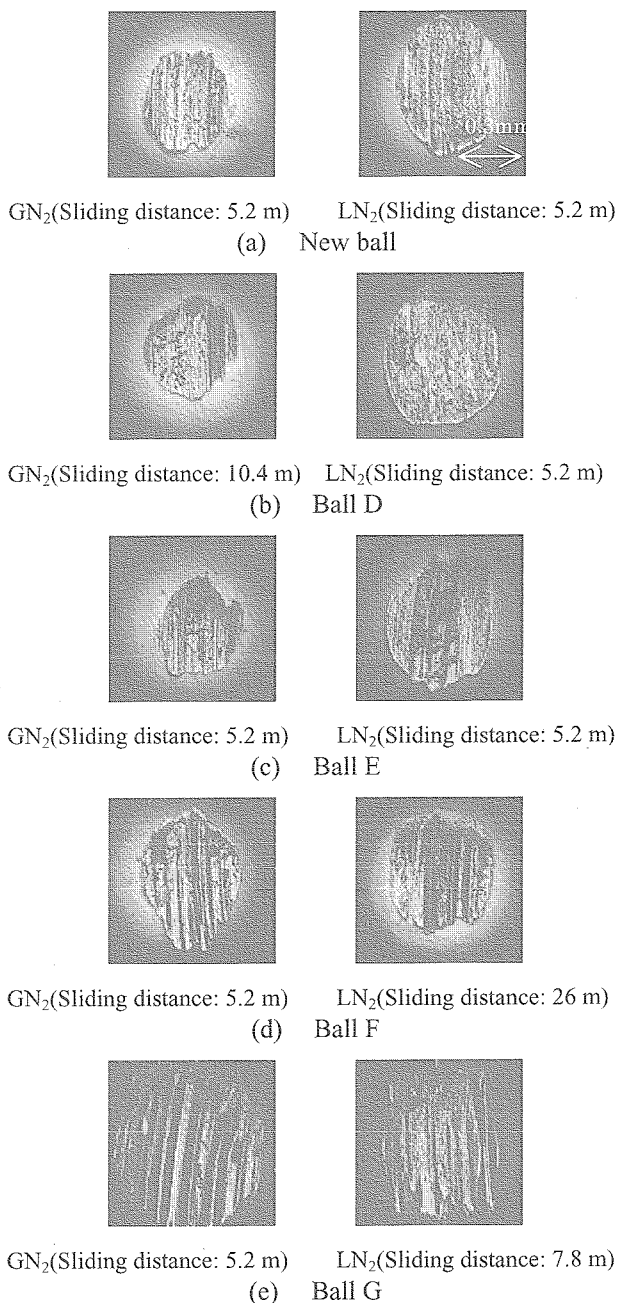 0.3mm
GN₂(Sliding distance: 5.2 m) LN₂(Sliding distance: 5.2 m)
(a) New ball
GN₂(Sliding distance: 10.4 m) LN₂(Sliding distance: 5.2 m)
(b) Ball D
GN₂(Sliding distance: 5.2 m) LN₂(Sliding distance: 5.2 m)
(c) Ball E
GN₂(Sliding distance: 5.2 m) LN₂(Sliding distance: 26 m)
(d) Ball F
GN₂(Sliding distance: 5.2 m) LN₂(Sliding distance: 7.8 m)
(e) Ball G